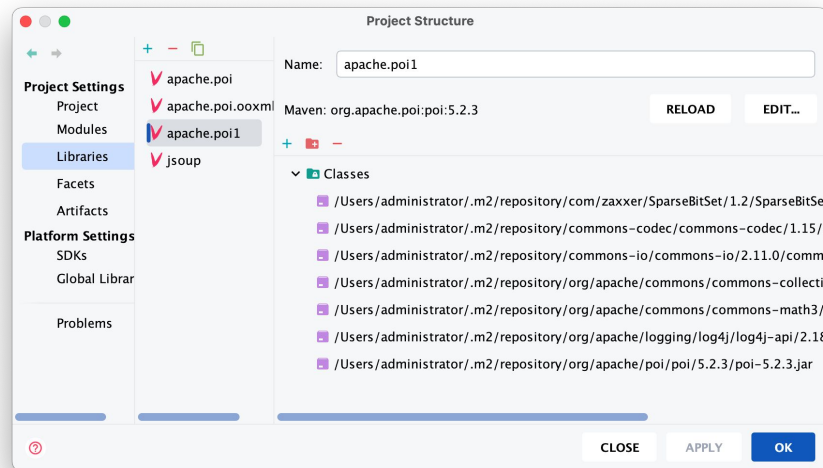 Project Structure
Project Settings
Project
Modules
Libraries
Facets
Artifacts
Platform Settings
SDKs
Global Librar
Problems
apache.poi
apache.poi.ooxml
apache.poi1
jsoup
Name: apache.poi1
Maven: org.apache.poi:poi:5.2.3
RELOAD
EDIT...
Classes
/Users/administrator/.m2/repository/com/zaxxer/SparseBitSet/1.2/SparseBitSe
/Users/administrator/.m2/repository/commons-codec/commons-codec/1.15/
/Users/administrator/.m2/repository/commons-io/commons-io/2.11.0/comm
/Users/administrator/.m2/repository/org/apache/commons/commons-collecti
/Users/administrator/.m2/repository/org/apache/commons/commons-math3/
/Users/administrator/.m2/repository/org/apache/logging/log4j/log4j-api/2.18
/Users/administrator/.m2/repository/org/apache/poi/poi/5.2.3/poi-5.2.3.jar
?
CLOSE
APPLY
OK